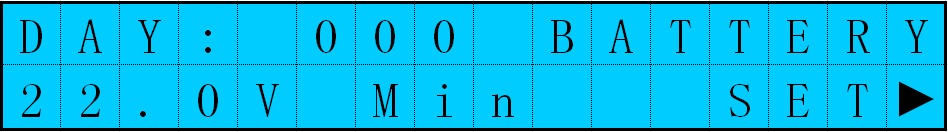 DAY: 000 BATTERY
22.0V Min SET►